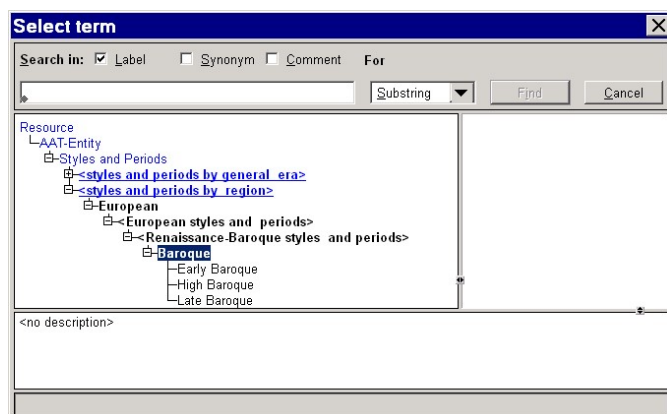 Select term
Search in: Label Synonym Comment For
Substring Find Cancel
Resource
AAT-Entity
Styles and Periods
<styles and periods by general era>
<styles and periods by region>
European
<European styles and periods>
<Renaissance-Baroque styles and periods>
Baroque
Early Baroque
High Baroque
Late Baroque
<no description>